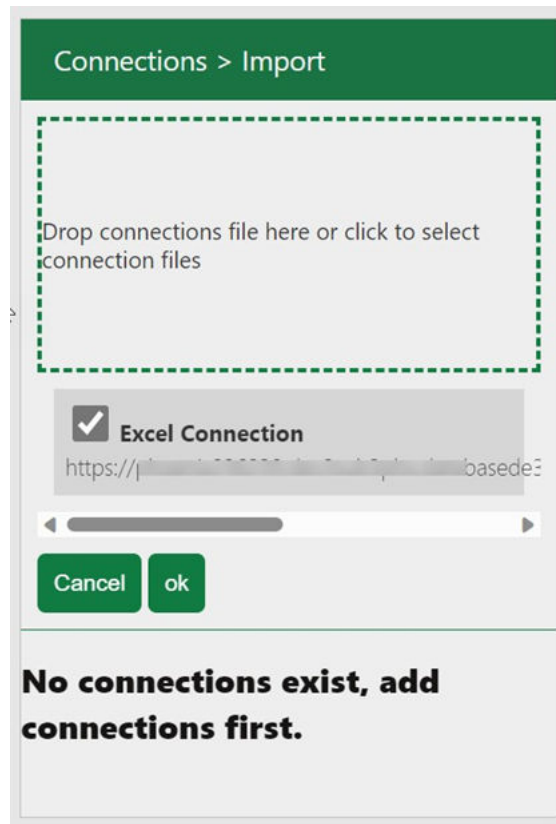 Connections > Import
Drop connections file here or click to select
connection files
Excel Connection
https://
Cancel
ok
No connections exist, add
connections first.